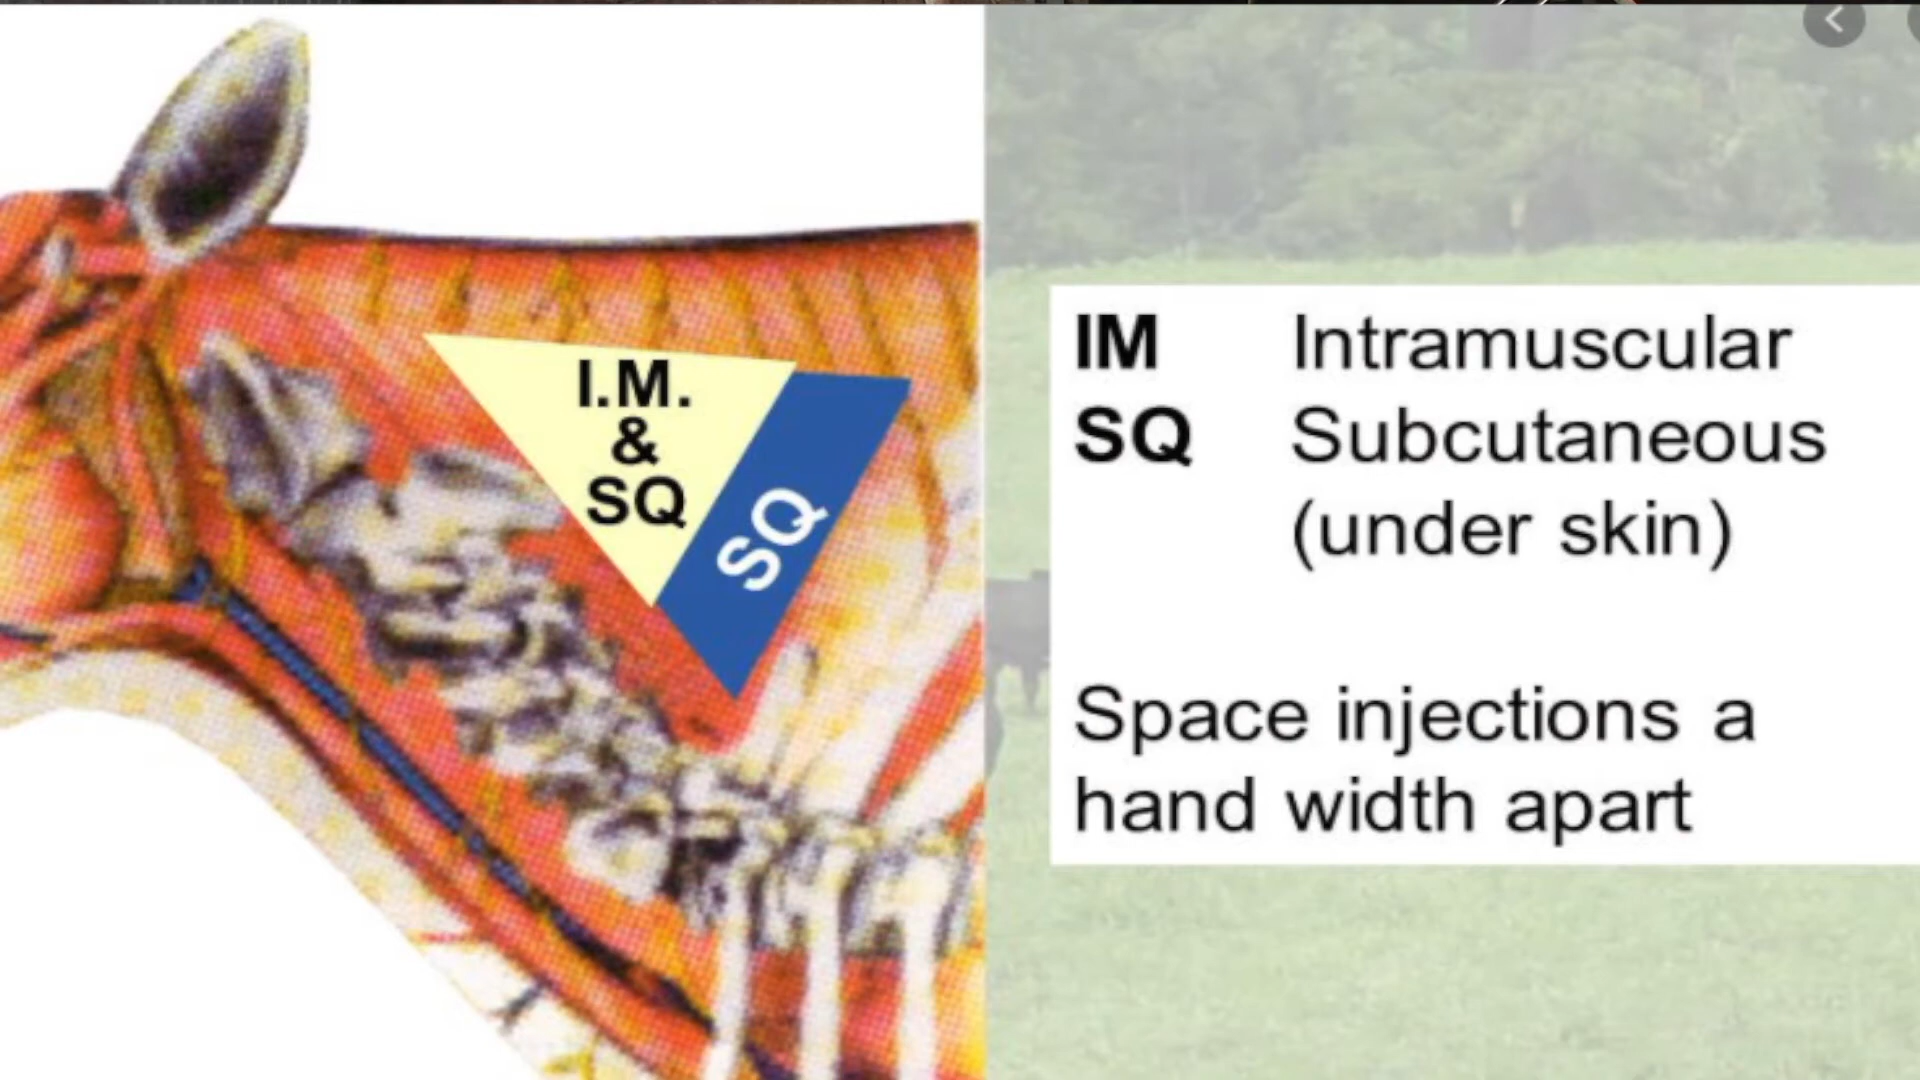 I.M.
&
SQ
SQ
IM Intramuscular
SQ Subcutaneous
(under skin)
Space injections a
hand width apart